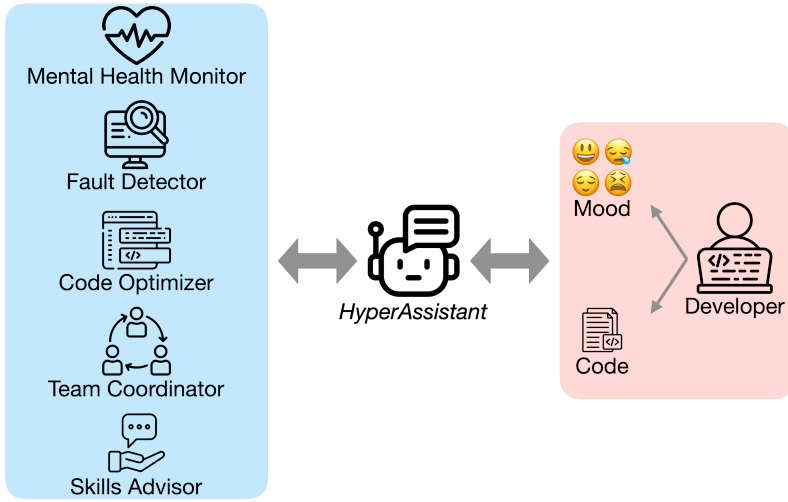 Mental Health Monitor
Fault Detector
Code Optimizer
Team Coordinator
Skills Advisor
HyperAssistant
Mood
Code
Developer